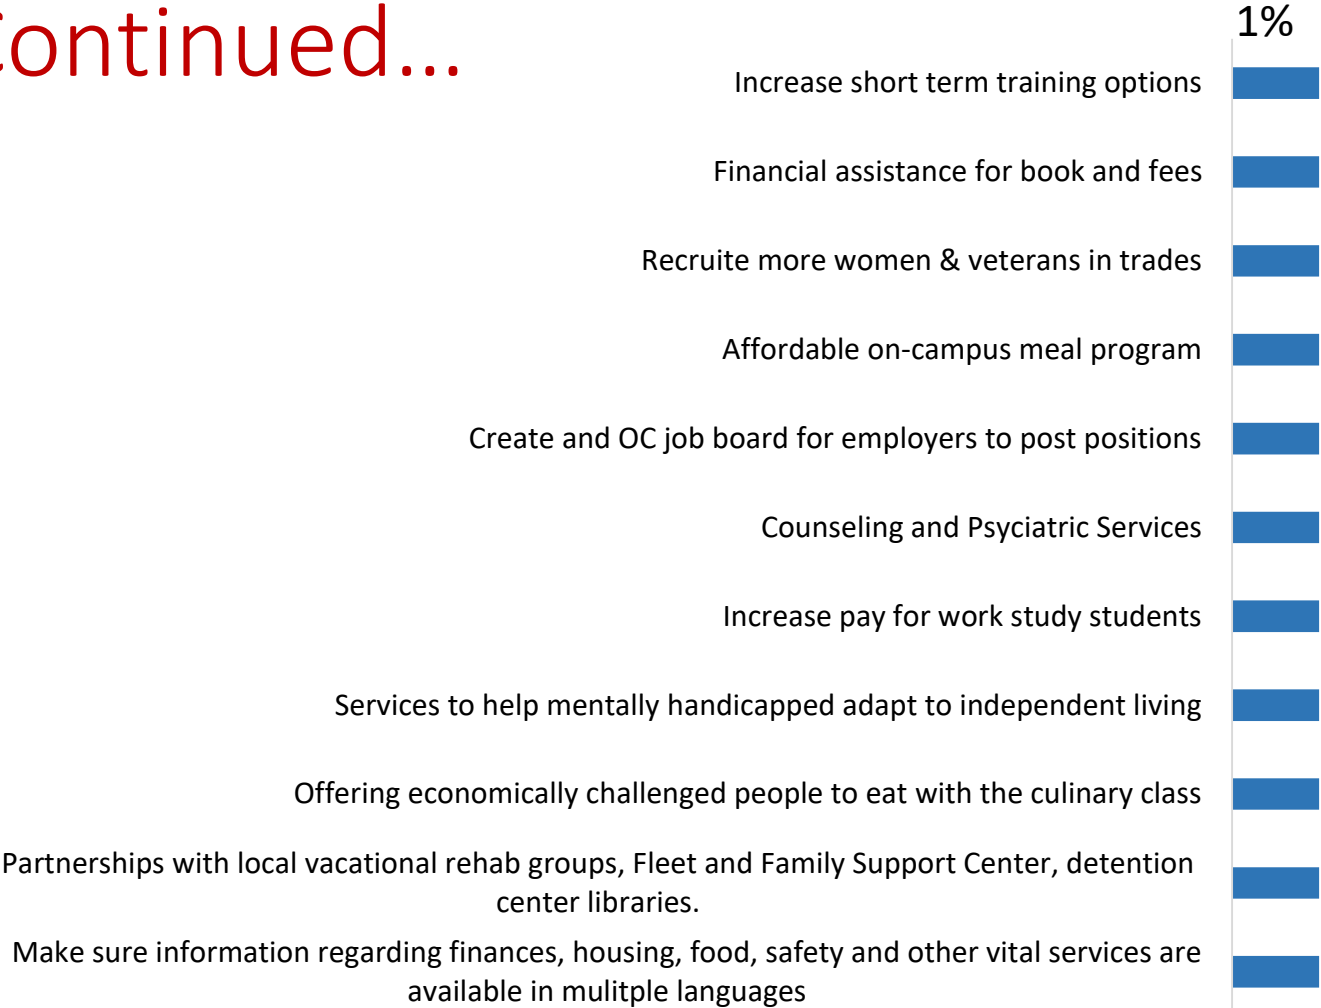 Continued...
1%
Increase short term training options
Financial assistance for book and fees
Recruite more women & veterans in trades
Affordable on-campus meal program
Create and OC job board for employers to post positions
Counseling and Psyciatric Services
Increase pay for work study students
Services to help mentally handicapped adapt to independent living
Offering economically challenged people to eat with the culinary class
Partnerships with local vacational rehab groups, Fleet and Family Support Center, detention
center libraries.
Make sure information regarding finances, housing, food, safety and other vital services are
available in mulitple languages